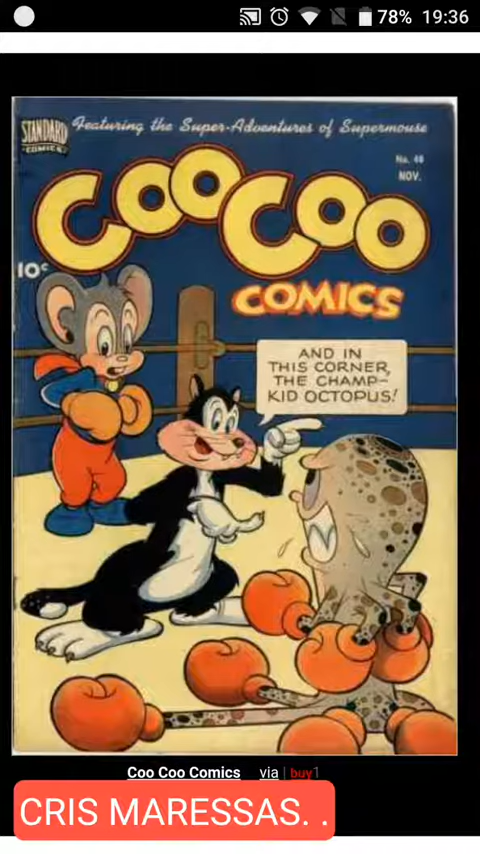 78% 19:36
STANDARD
COMICS
Featuring the Super-Adventures of Supermouse
No. 46
NOV.
COO COO
10¢
COMICS
AND IN
THIS CORNER,
THE CHAMP-
KID OCTOPUS!
Coo Coo Comics via | buy1
CRIS MARESSAS. .